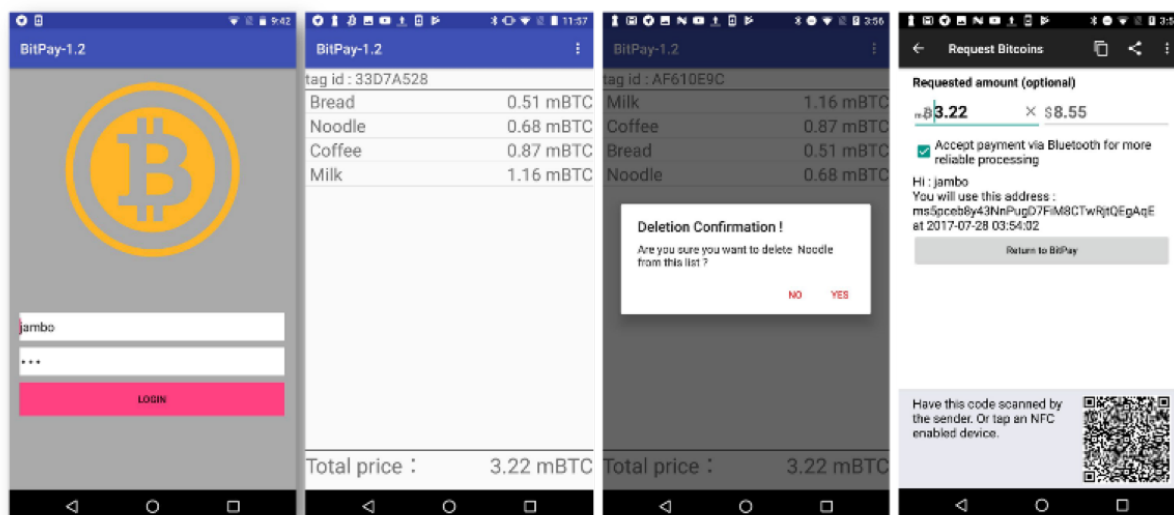 9:42
BitPay-1.2
jambo
LOGIN
11:57
BitPay-1.2
tag id : 33D7A528
Bread 0.51 mBTC
Noodle 0.68 mBTC
Coffee 0.87 mBTC
Milk 1.16 mBTC
Total price : 3.22 mBTC
3:56
BitPay-1.2
tag id : AF610E9C
Milk 1.16 mBTC
Coffee 0.87 mBTC
Bread 0.51 mBTC
Noodle 0.68 mBTC
Deletion Confirmation !
Are you sure you want to delete Noodle
from this list ?
NO YES
Total price : 3.22 mBTC
Request Bitcoins
Requested amount (optional)
m฿3.22 × $8.55
Accept payment via Bluetooth for more
reliable processing
Hi : jambo
You will use this address :
ms5pceb8y43NnPugD7FiM8CTwRjtQEgAqE
at 2017-07-28 03:54:02
Return to BitPay
Have this code scanned by
the sender. Or tap an NFC
enabled device.